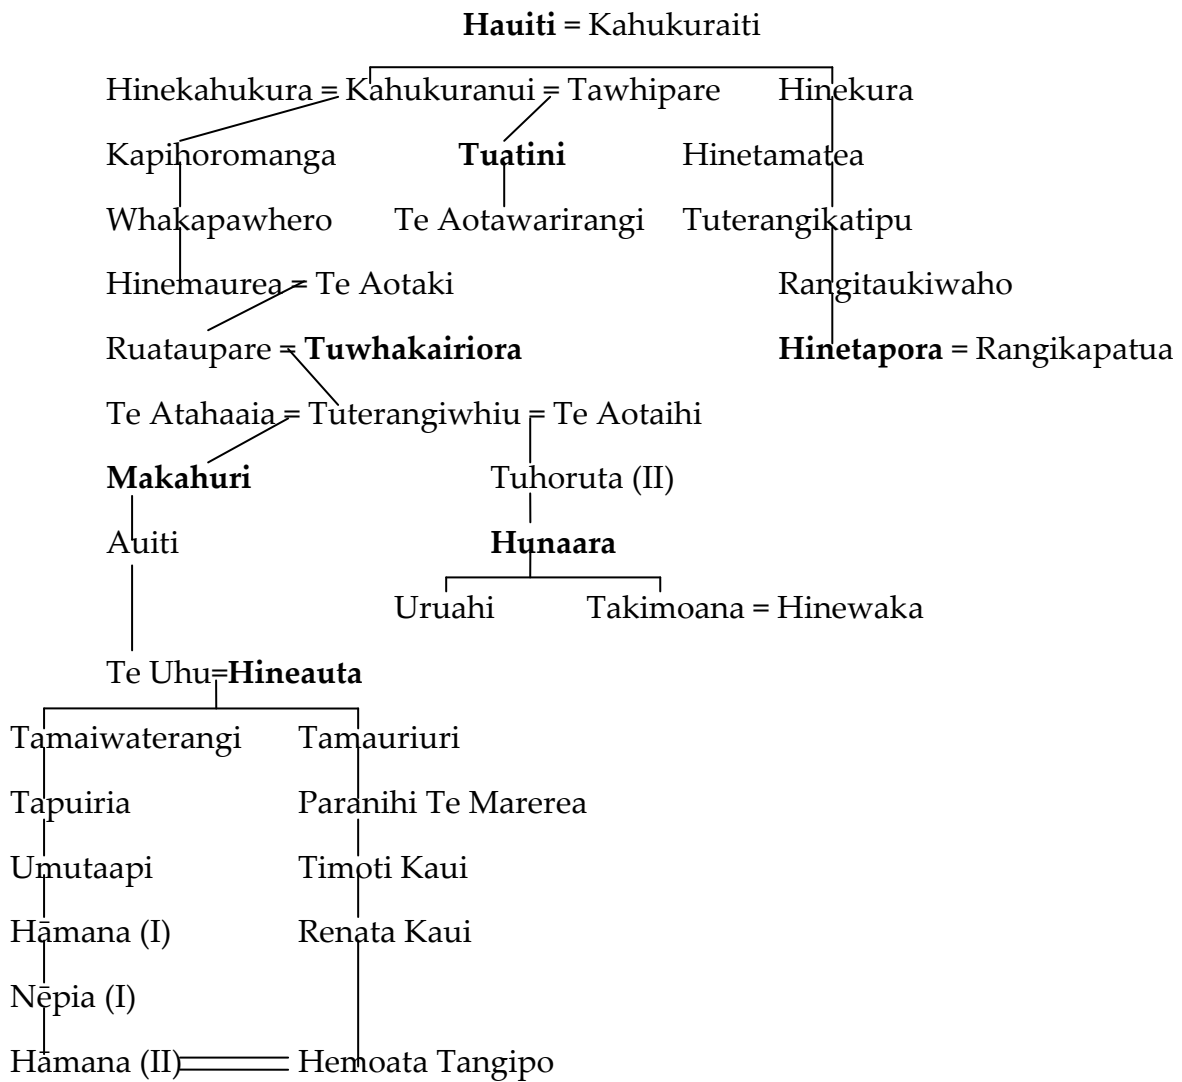 Hauiti = Kahukuraiti
Hinekahukura = Kahukuranui = Tawhipare Hinekura
Kapihoromanga Tuatini Hinetamatea
Whakapawhero Te Aotawarirangi Tuterangikatipu
Hinemaurea = Te Aotaki Rangitaukiwaho
Ruataupare = Tuwhakairiora Hinetapora = Rangikapatua
Te Atahaaia = Tuterangiwhiu = Te Aotaihi
Makahuri Tuhoruta (II)
Auiti Hunaara
Uruahi Takimoana = Hinewaka
Te Uhu=Hineauta
Tamaiwaterangi Tamauriuri
Tapuiria Paranihi Te Marerea
Umutaapi Timoti Kaui
Hāmana (I) Renata Kaui
Nēpia (I)
Hāmana (II) Hemoata Tangipo